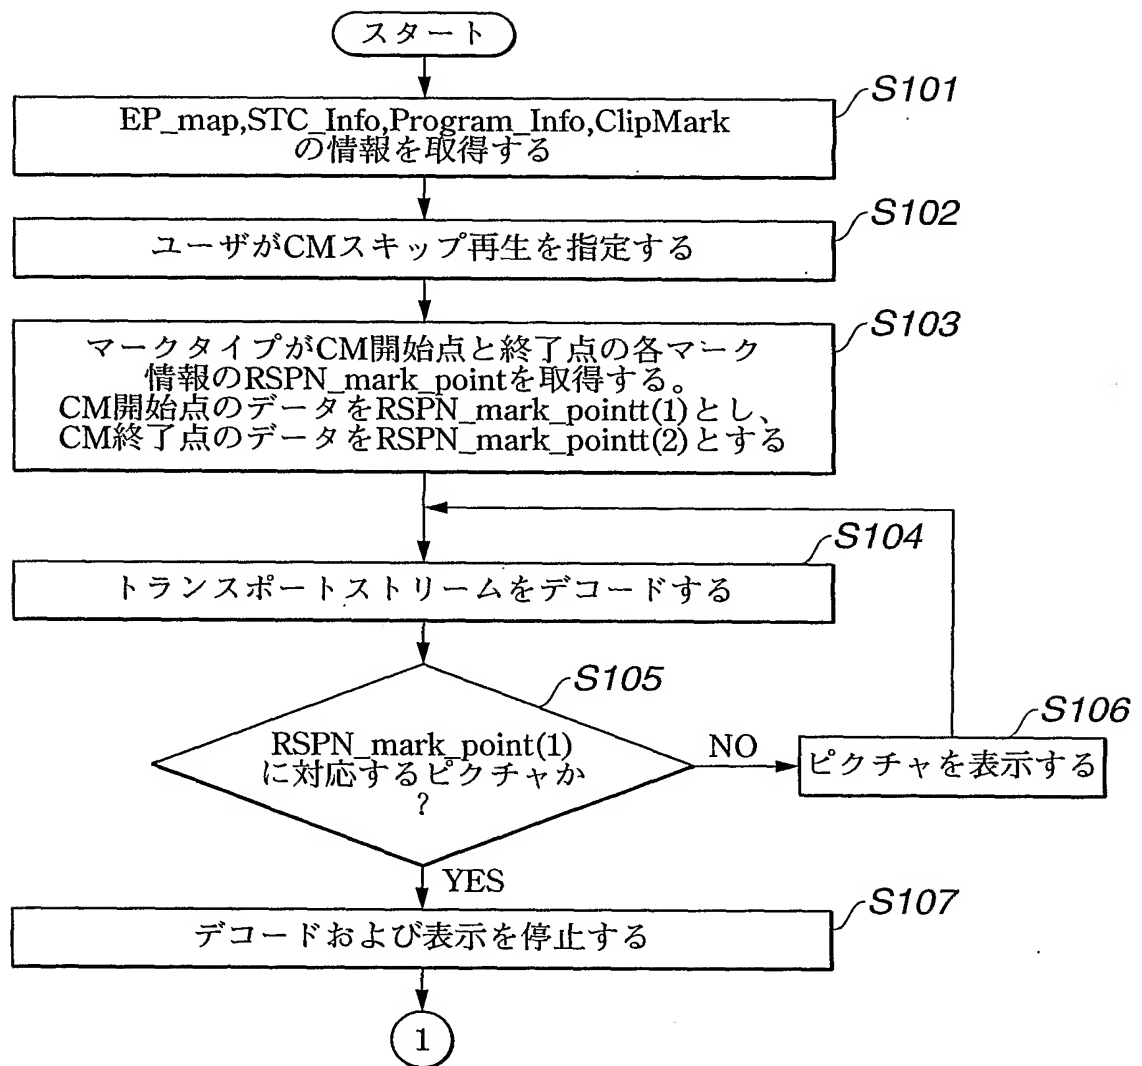 スタート
S101
EP_map,STC_Info,Program_Info,ClipMark
の情報を取得する
S102
ユーザがCMスキップ再生を指定する
S103
マークタイプがCM開始点と終了点の各マーク
情報のRSPN_mark_pointを取得する。
CM開始点のデータをRSPN_mark_pointt(1)とし、
CM終了点のデータをRSPN_mark_pointt(2)とする
S104
トランスポートストリームをデコードする
S105
RSPN_mark_point(1)
に対応するピクチャか
?
NO
S106
ピクチャを表示する
YES
S107
デコードおよび表示を停止する
1